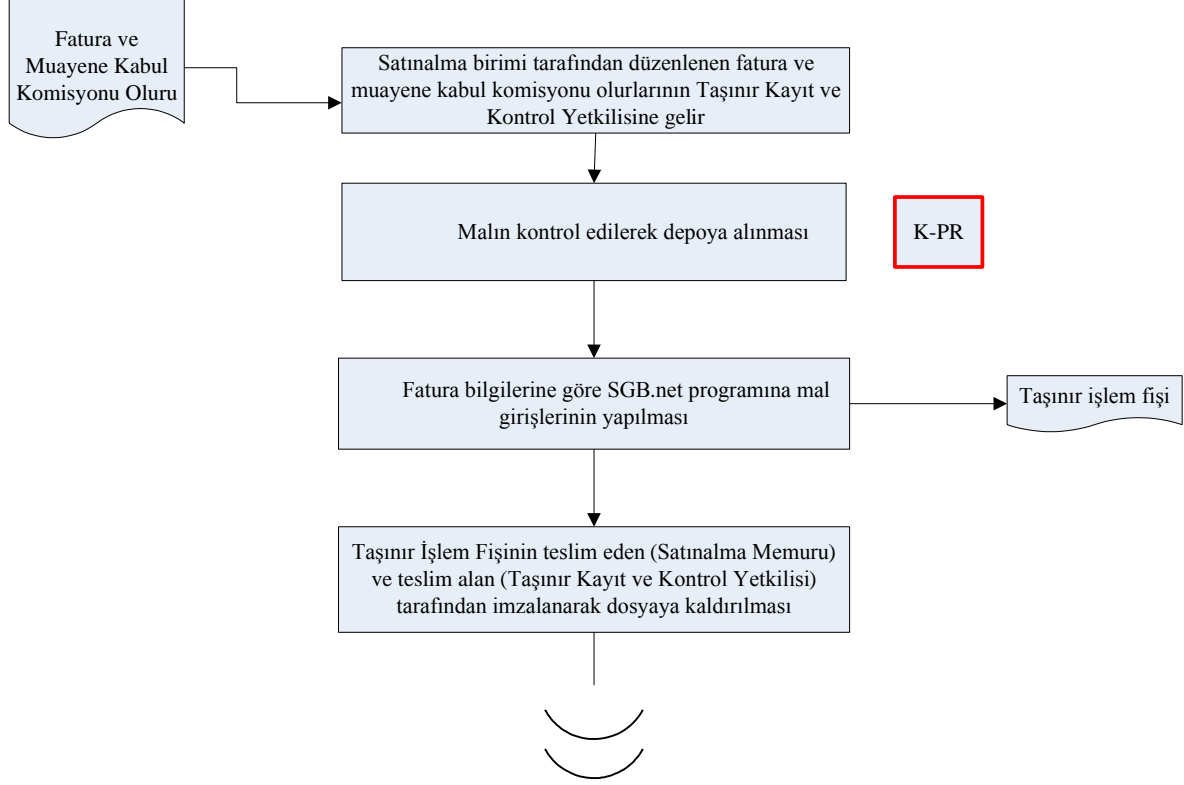 Fatura ve
Muayene Kabul
Komisyonu Oluru
Satınalma birimi tarafından düzenlenen fatura ve
muayene kabul komisyonu olurlarının Taşınır Kayıt ve
Kontrol Yetkilisine gelir
Malın kontrol edilerek depoya alınması
K-PR
Fatura bilgilerine göre SGB.net programına mal
girişlerinin yapılması
Taşınır işlem fişi
Taşınır İşlem Fişinin teslim eden (Satınalma Memuru)
ve teslim alan (Taşınır Kayıt ve Kontrol Yetkilisi)
tarafından imzalanarak dosyaya kaldırılması